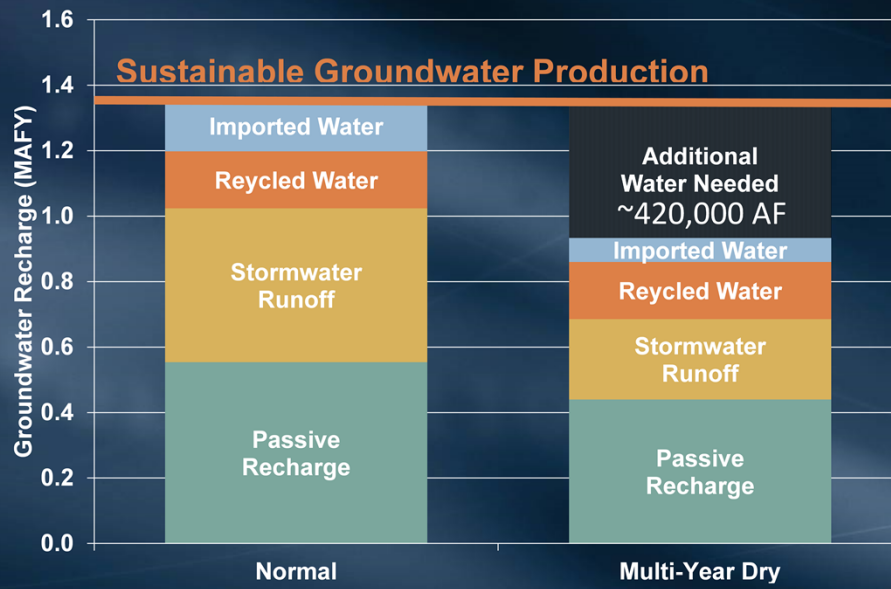 Sustainable Groundwater Production
Groundwater Recharge (MAFY)
1.6
1.4
1.2
1.0
0.8
0.6
0.4
0.2
0.0
Imported Water
Reycled Water
Stormwater
Runoff
Passive
Recharge
Normal
Additional
Water Needed
~420,000 AF
Imported Water
Reycled Water
Stormwater
Runoff
Passive
Recharge
Multi-Year Dry